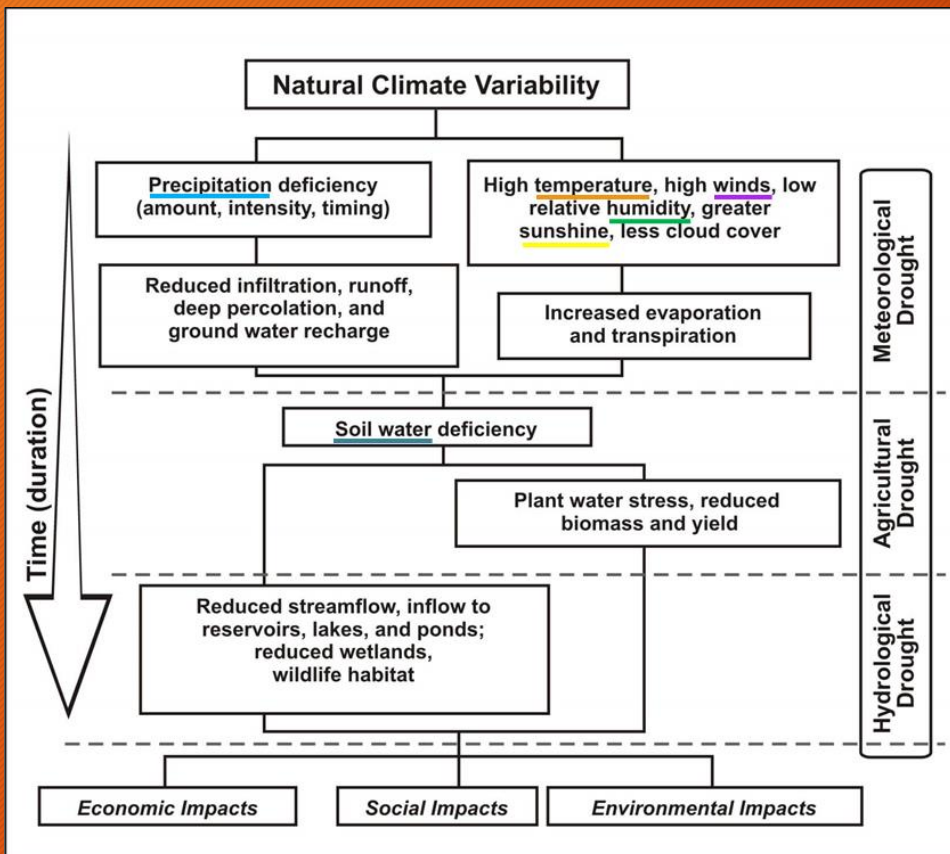 Natural Climate Variability
Precipitation deficiency
(amount, intensity, timing)
High temperature, high winds, low
relative humidity, greater
sunshine, less cloud cover
Reduced infiltration, runoff,
deep percolation, and
ground water recharge
Increased evaporation
and transpiration
Meteorological
Drought
Time (duration)
Soil water deficiency
Plant water stress, reduced
biomass and yield
Agricultural
Drought
Reduced streamflow, inflow to
reservoirs, lakes, and ponds;
reduced wetlands,
wildlife habitat
Hydrological
Drought
Economic Impacts
Social Impacts
Environmental Impacts